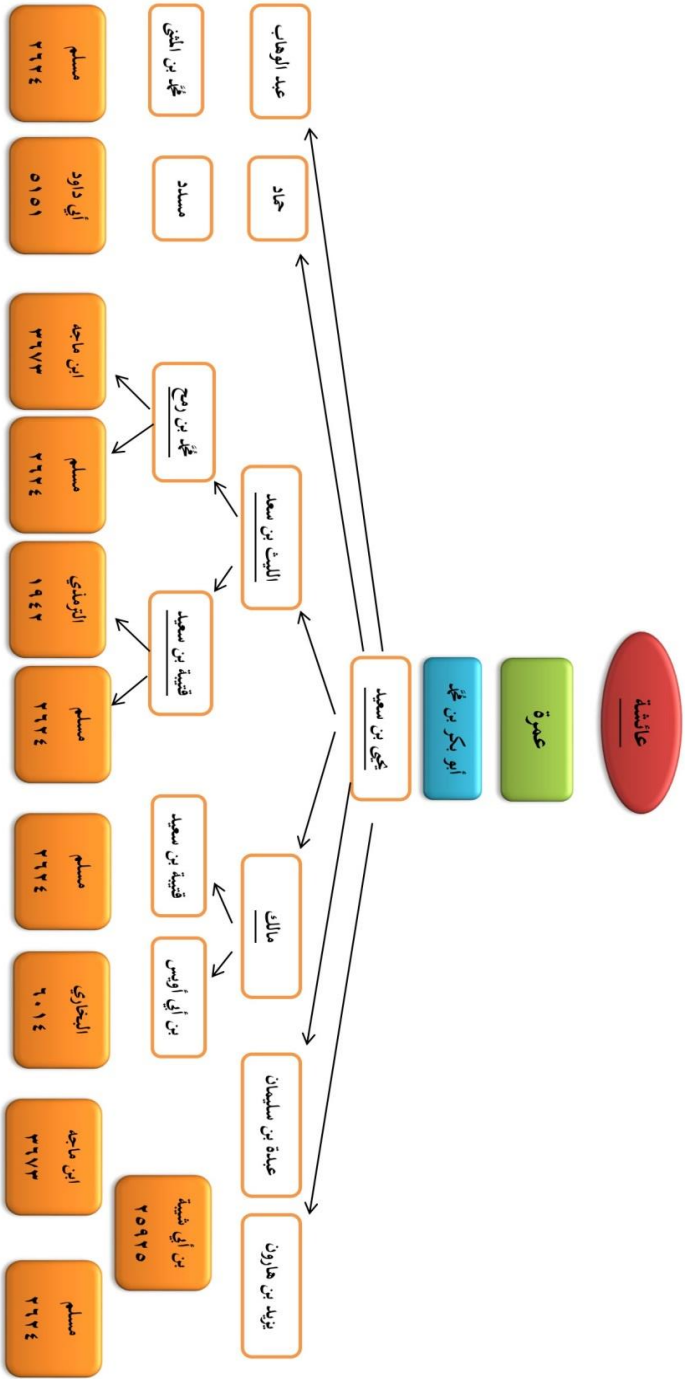 عائشة
عمرة
أبو بكر بن محمد
يحيى بن سعيد
يزيد بن هارون
عبدة بن سليمان
مالك
الليث بن سعد
حماد
عبد الوهاب
بن أبي شيبة
٢٥٩٢٥
بن أبي أويس
قتيبة بن سعيد
قتيبة بن سعيد
محمد بن رمح
مسدد
محمد بن المثنى
مسلم
٢٦٢٤
ابن ماجه
٣٦٧٣
البخاري
٦٠١٤
مسلم
٢٦٢٤
مسلم
٢٦٢٤
الترمذي
١٩٤٢
مسلم
٢٦٢٤
ابن ماجه
٣٦٧٣
أبي داود
٥١٥١
مسلم
٢٦٢٤